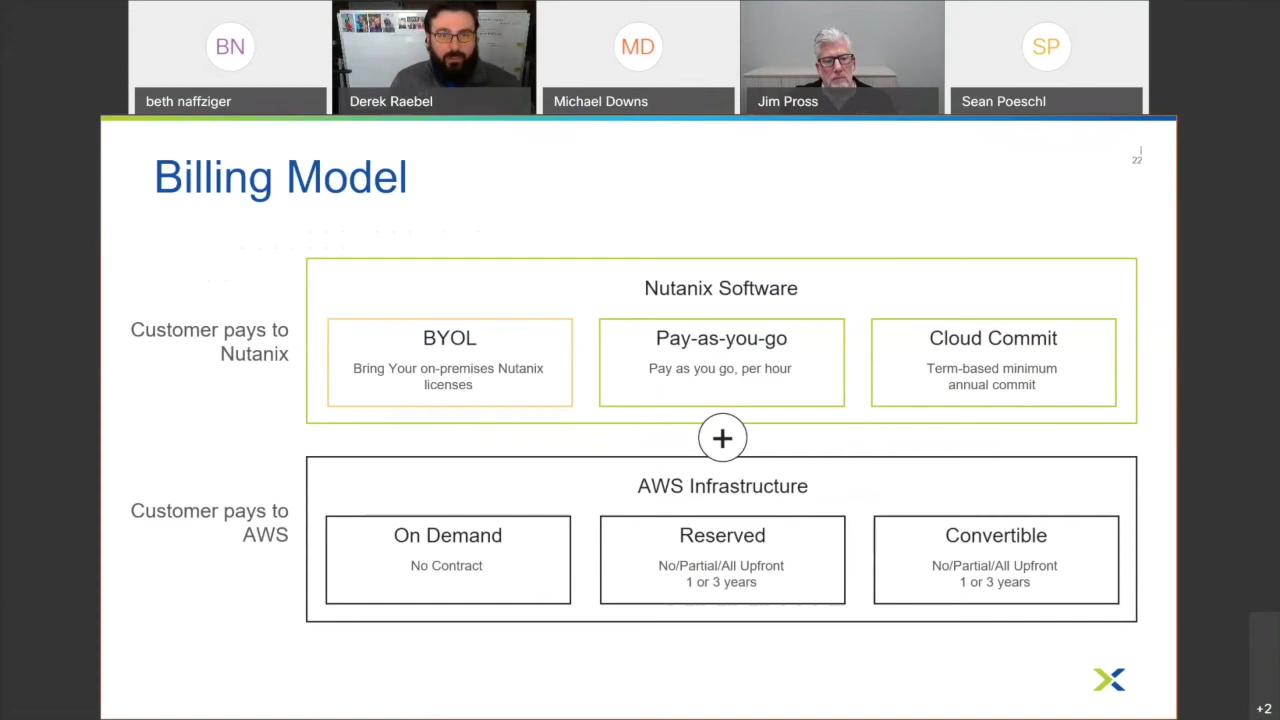 BN
MD
SP
beth naffziger
Derek Raebel
Michael Downs
Jim Pross
Sean Poeschl
22
Billing Model
Customer pays to
Nutanix
Nutanix Software
BYOL
Bring Your on-premises Nutanix
licenses
Pay-as-you-go
Pay as you go, per hour
Cloud Commit
Term-based minimum
annual commit
+
Customer pays to
AWS
AWS Infrastructure
On Demand
No Contract
Reserved
No/Partial/All Upfront
1 or 3 years
Convertible
No/Partial/All Upfront
1 or 3 years
+2